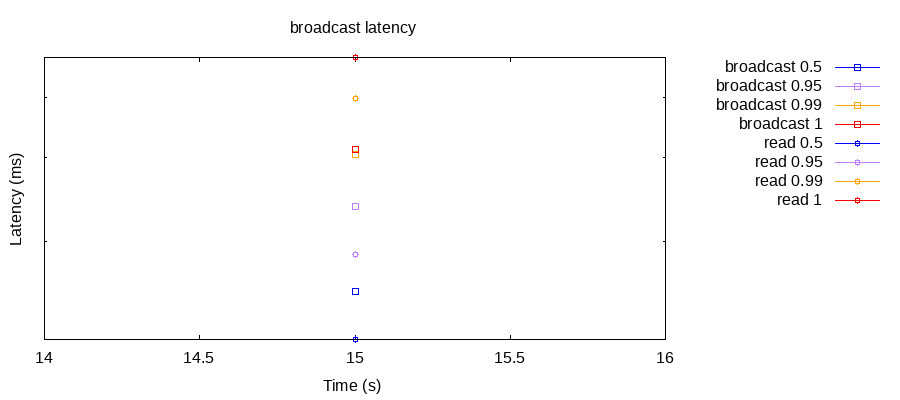 broadcast latency
Latency (ms)
broadcast 0.5
broadcast 0.95
broadcast 0.99
broadcast 1
read 0.5
read 0.95
read 0.99
read 1
14
14.5
15
15.5
16
Time (s)